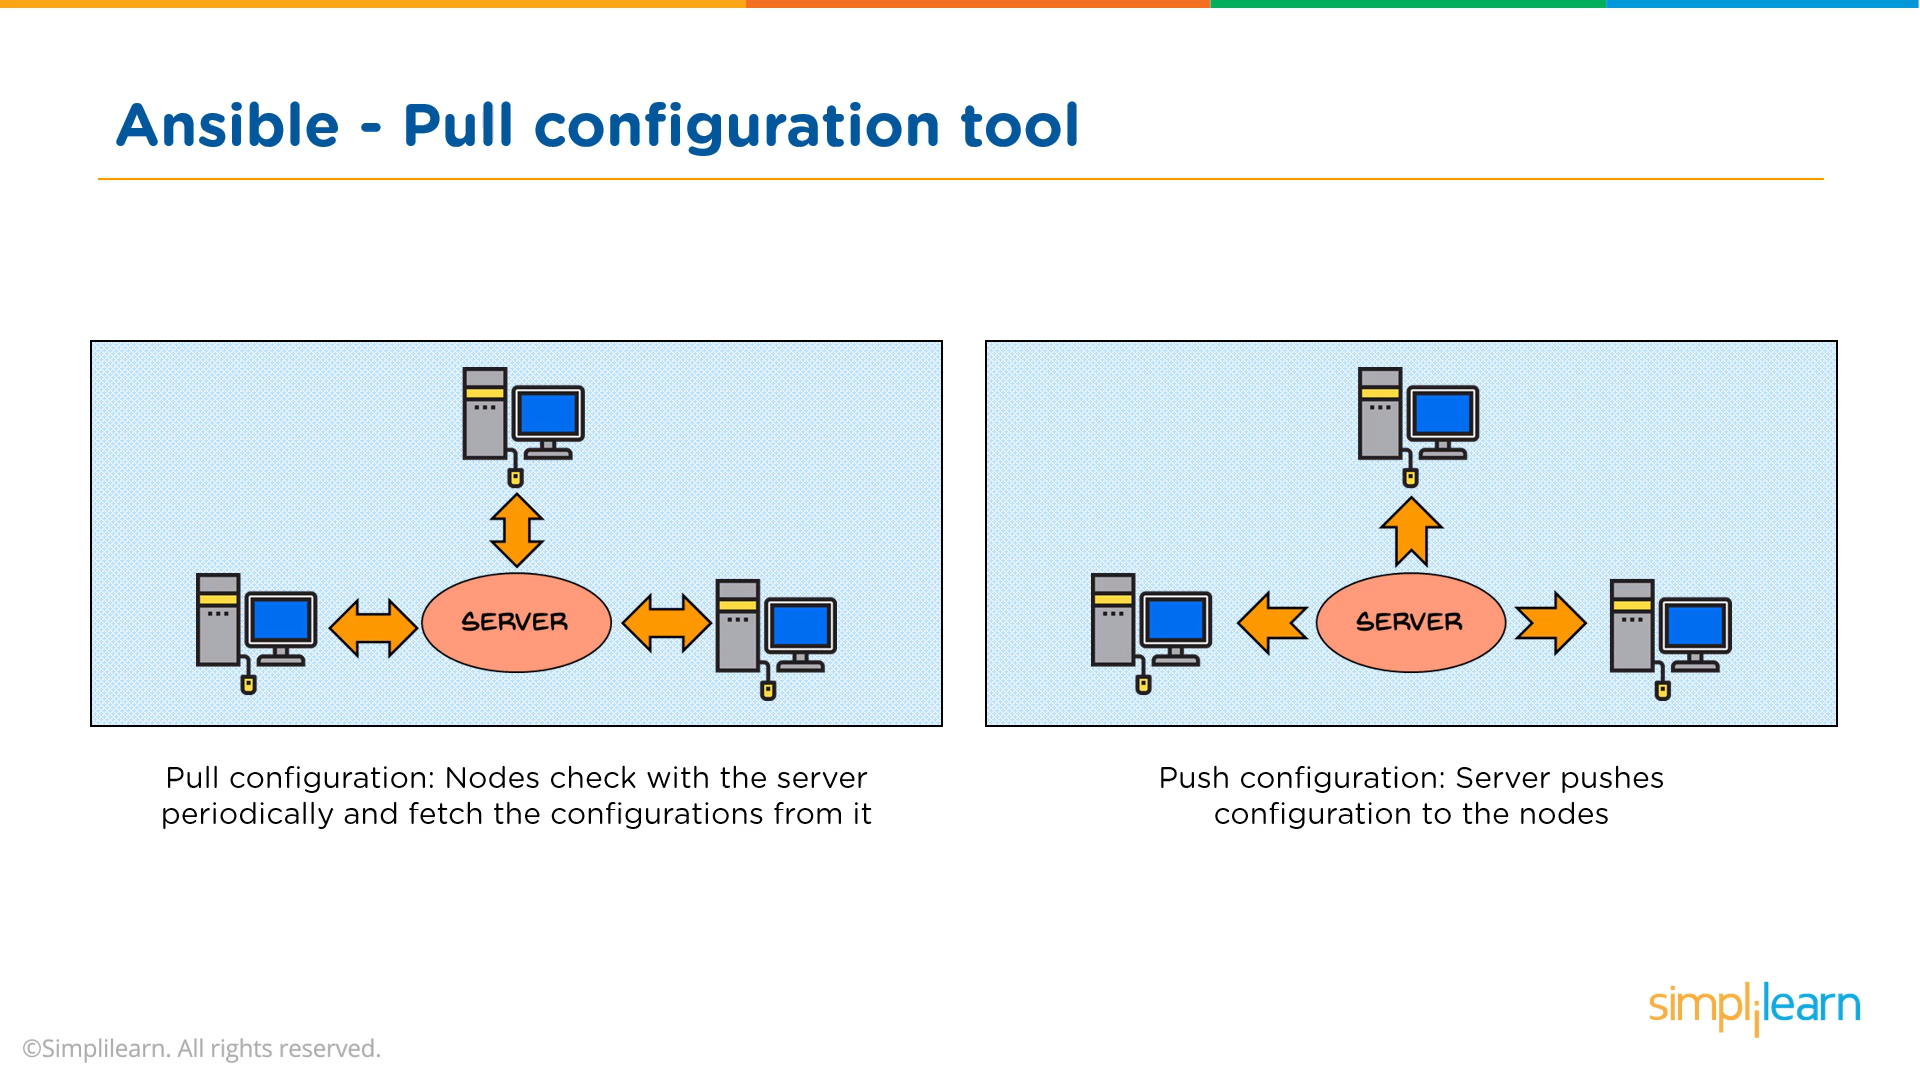 Ansible - Pull configuration tool
SERVER
SERVER
Pull configuration: Nodes check with the server
periodically and fetch the configurations from it
Push configuration: Server pushes
configuration to the nodes
simplilearn
©Simplilearn. All rights reserved.